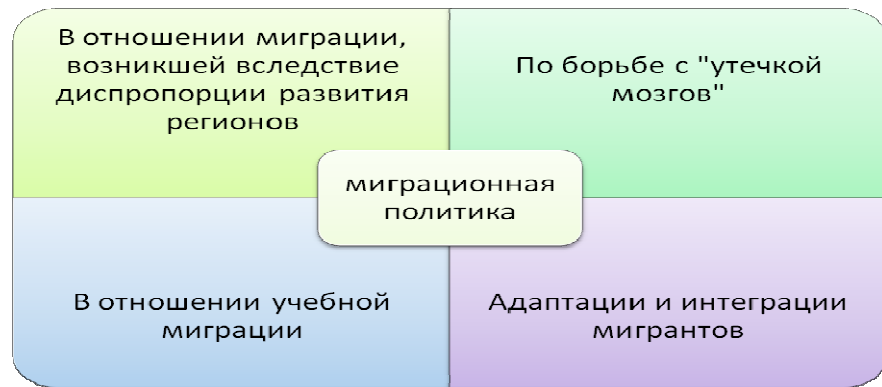 В отношении миграции,
возникшей вследствие
диспропорции развития
регионов
По борьбе с "утечкой
мозгов"
миграционная
политика
В отношении учебной
миграции
Адаптации и интеграции
мигрантов